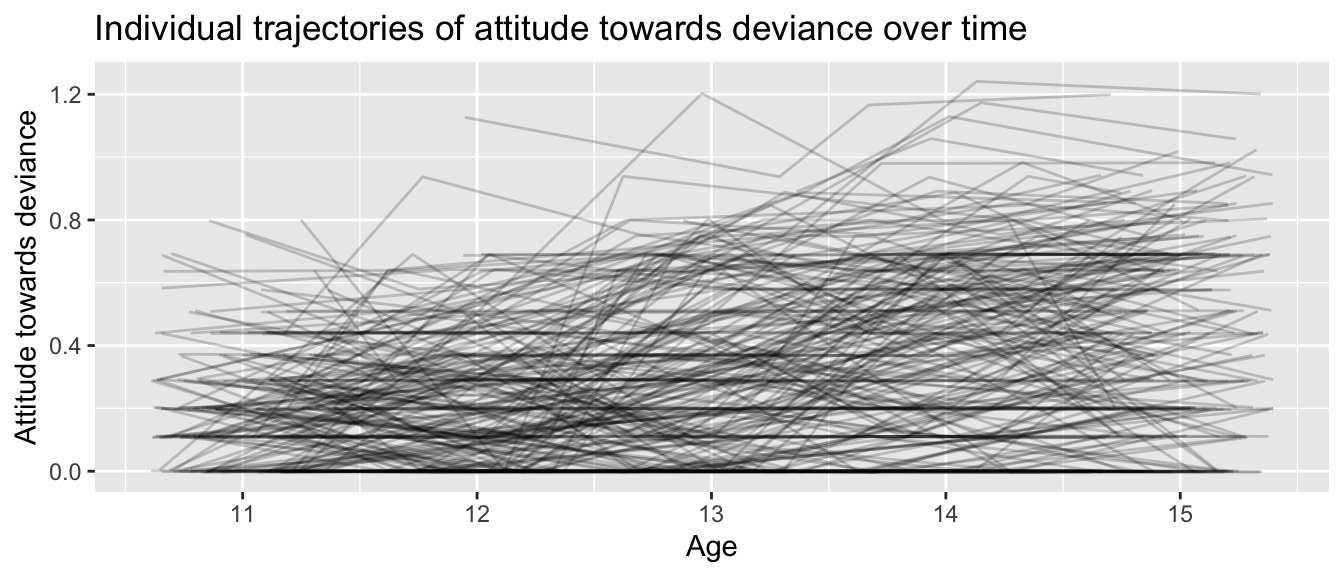 Individual trajectories of attitude towards deviance over time
Attitude towards deviance
1.2
0.8
0.4
0.0
11 12 13 14 15
Age